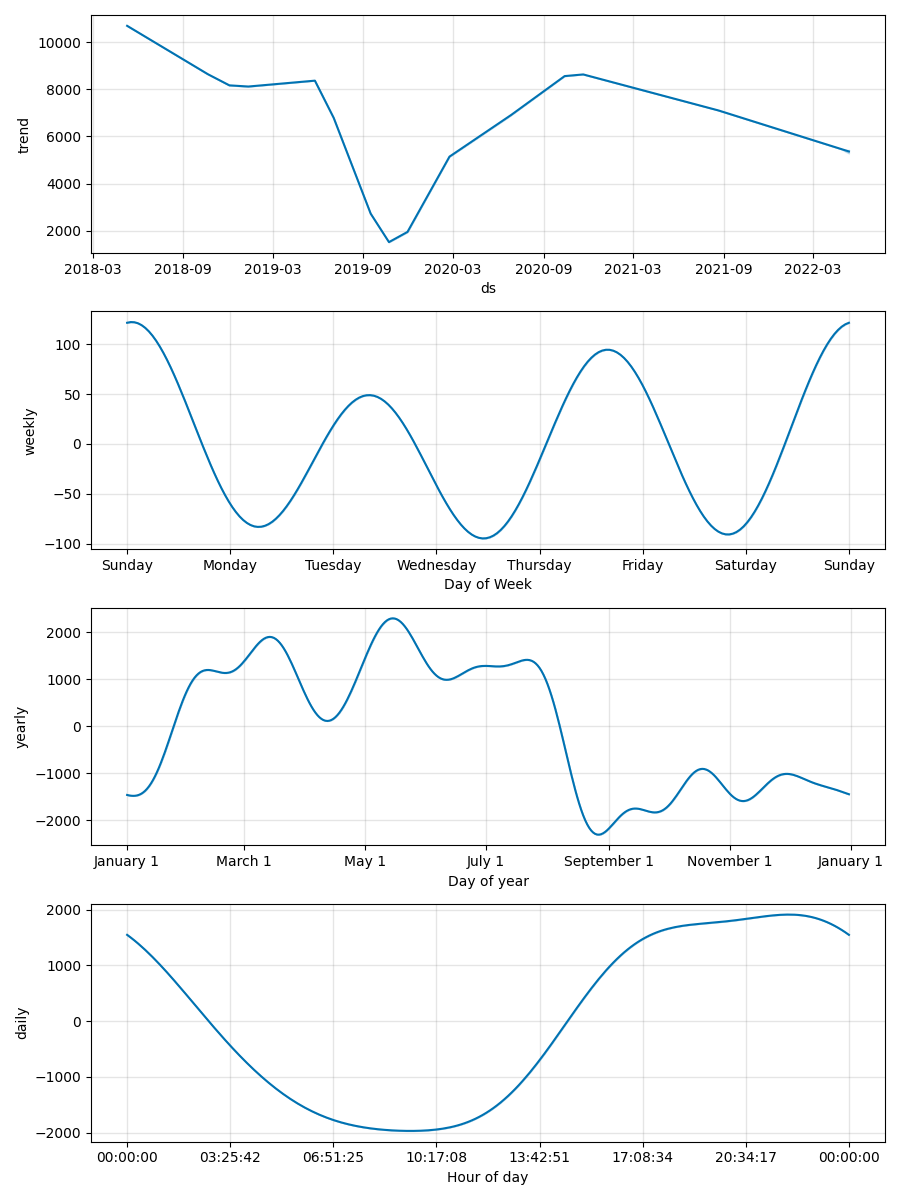 trend
10000
8000
6000
4000
2000
2018-03 2018-09 2019-03 2019-09 2020-03 2020-09 2021-03 2021-09 2022-03
ds
weekly
100
50
0
−50
−100
Sunday Monday Tuesday Wednesday Thursday Friday Saturday Sunday
Day of Week
yearly
2000
1000
0
−1000
−2000
January 1 March 1 May 1 July 1 September 1 November 1 January 1
Day of year
daily
2000
1000
0
−1000
−2000
00:00:00 03:25:42 06:51:25 10:17:08 13:42:51 17:08:34 20:34:17 00:00:00
Hour of day